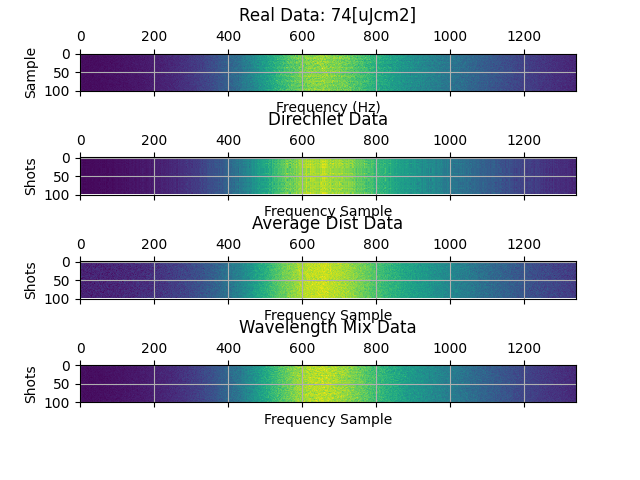 Real Data: 74[uJcm2]
0 200 400 600 800 1000 1200
Sample
0
50
100
Frequency (Hz)
Direchlet Data
0 200 400 600 800 1000 1200
Shots
0
50
100
Frequency Sample
Average Dist Data
0 200 400 600 800 1000 1200
Shots
0
50
100
Frequency Sample
Wavelength Mix Data
0 200 400 600 800 1000 1200
Shots
0
50
100
Frequency Sample